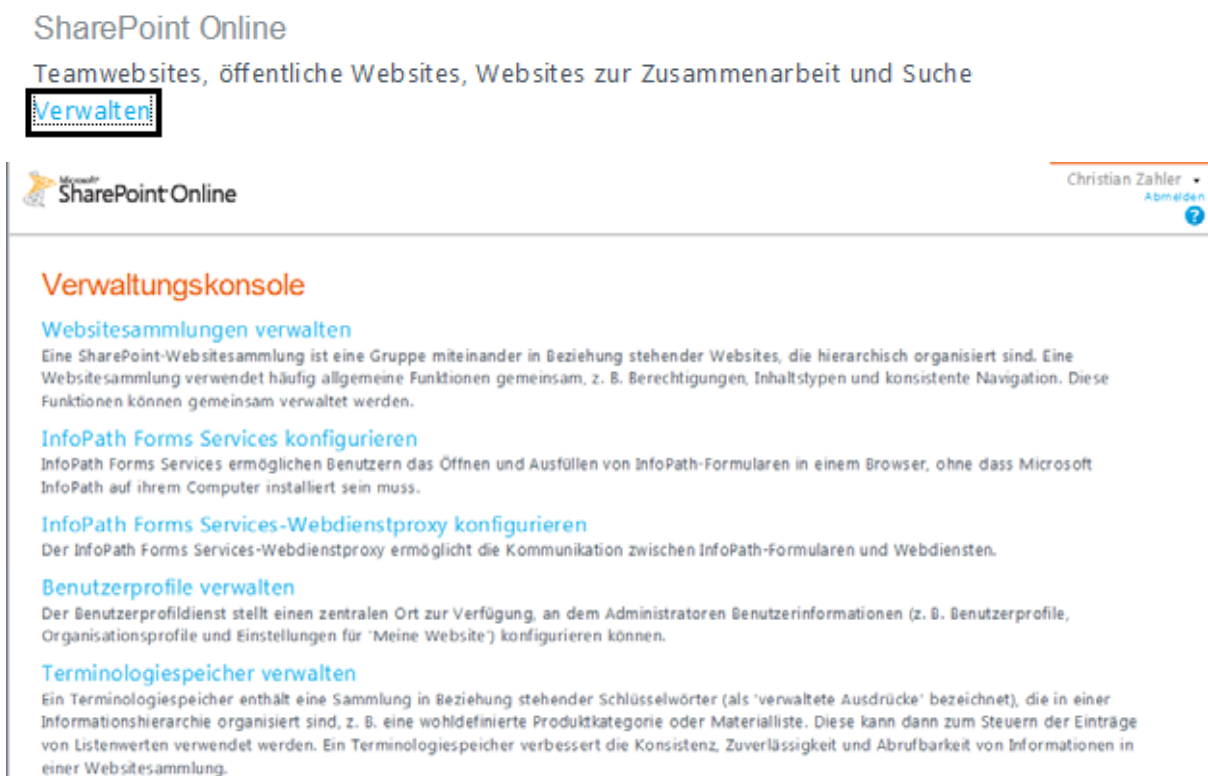 SharePoint Online
Teamwebsites, öffentliche Websites, Websites zur Zusammenarbeit und Suche
Verwalten
Microsoft
SharePoint Online
Christian Zahler
Abmelden
?
Verwaltungskonsole
Websitesammlungen verwalten
Eine SharePoint-Websitesammlung ist eine Gruppe miteinander in Beziehung stehender Websites, die hierarchisch organisiert sind. Eine
Websitesammlung verwendet häufig allgemeine Funktionen gemeinsam, z. B. Berechtigungen, Inhaltstypen und konsistente Navigation. Diese
Funktionen können gemeinsam verwaltet werden.
InfoPath Forms Services konfigurieren
InfoPath Forms Services ermöglichen Benutzern das Öffnen und Ausfüllen von InfoPath-Formularen in einem Browser, ohne dass Microsoft
InfoPath auf ihrem Computer installiert sein muss.
InfoPath Forms Services-Webdienstproxy konfigurieren
Der InfoPath Forms Services-Webdienstproxy ermöglicht die Kommunikation zwischen InfoPath-Formularen und Webdiensten.
Benutzerprofile verwalten
Der Benutzerprofildienst stellt einen zentralen Ort zur Verfügung, an dem Administratoren Benutzerinformationen (z. B. Benutzerprofile,
Organisationsprofile und Einstellungen für 'Meine Website') konfigurieren können.
Terminologiespeicher verwalten
Ein Terminologiespeicher enthält eine Sammlung in Beziehung stehender Schlüsselwörter (als 'verwaltete Ausdrücke' bezeichnet), die in einer
Informationshierarchie organisiert sind, z. B. eine wohldefinierte Produktkategorie oder Materialliste. Diese kann dann zum Steuern der Einträge
von Listenwerten verwendet werden. Ein Terminologiespeicher verbessert die Konsistenz, Zuverlässigkeit und Abrufbarkeit von Informationen in
einer Websitesammlung.